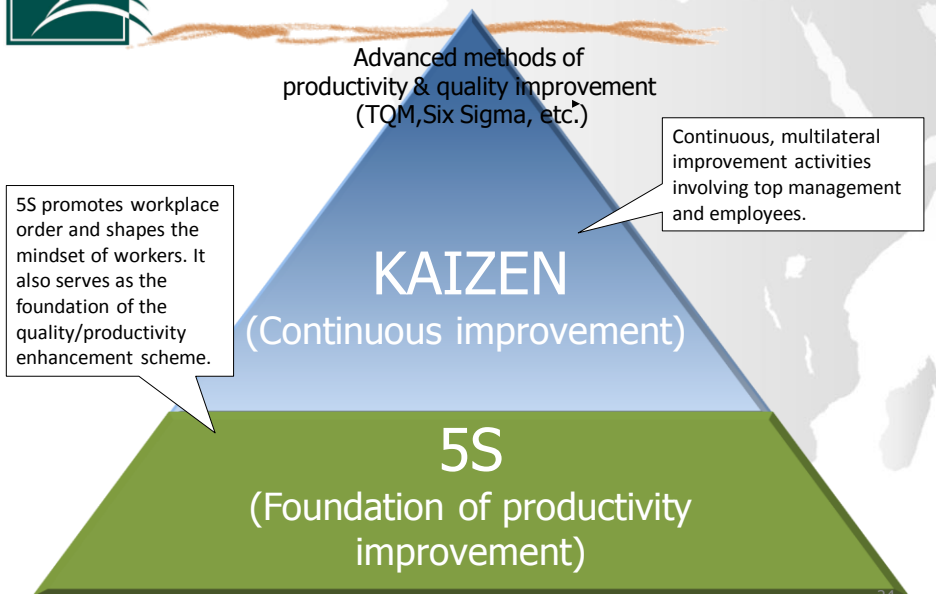 Advanced methods of
productivity & quality improvement
(TQM,Six Sigma, etc.)
Continuous, multilateral
improvement activities
involving top management
and employees.
5S promotes workplace
order and shapes the
mindset of workers. It
also serves as the
foundation of the
quality/productivity
enhancement scheme.
KAIZEN
(Continuous improvement)
5S
(Foundation of productivity
improvement)